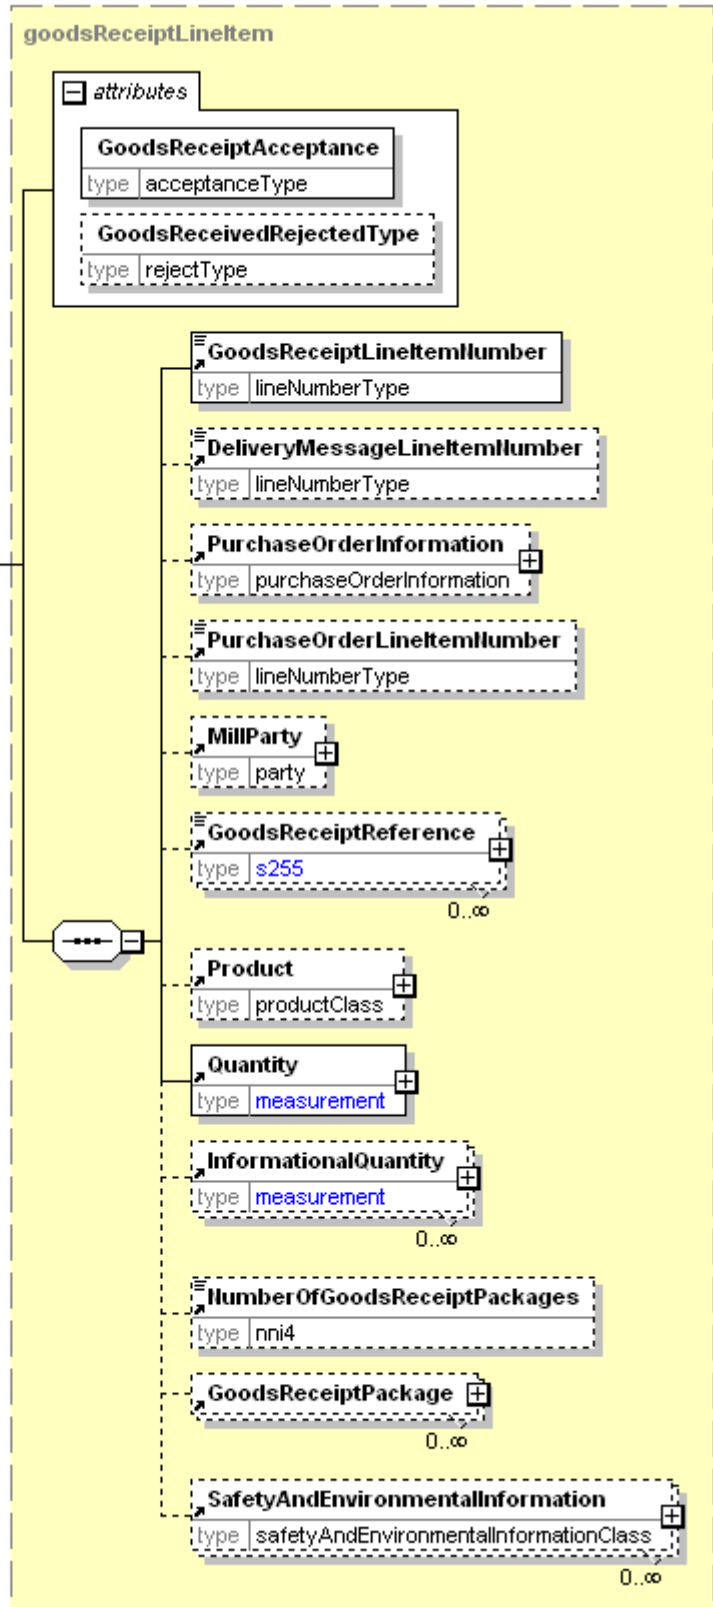 goodsReceiptLineItem
attributes
GoodsReceiptAcceptance
type acceptanceType
GoodsReceivedRejectedType
type rejectType
GoodsReceiptLineItemNumber
type lineNumberType
DeliveryMessageLineItemNumber
type lineNumberType
PurchaseOrderInformation
type purchaseOrderInformation
PurchaseOrderLineItemNumber
type lineNumberType
MillParty
type party
GoodsReceiptReference
type s255
0..∞
Product
type productClass
Quantity
type measurement
InformationalQuantity
type measurement
0..∞
NumberOfGoodsReceiptPackages
type nni4
GoodsReceiptPackage
0..∞
SafetyAndEnvironmentalInformation
type safetyAndEnvironmentalInformationClass
0..∞